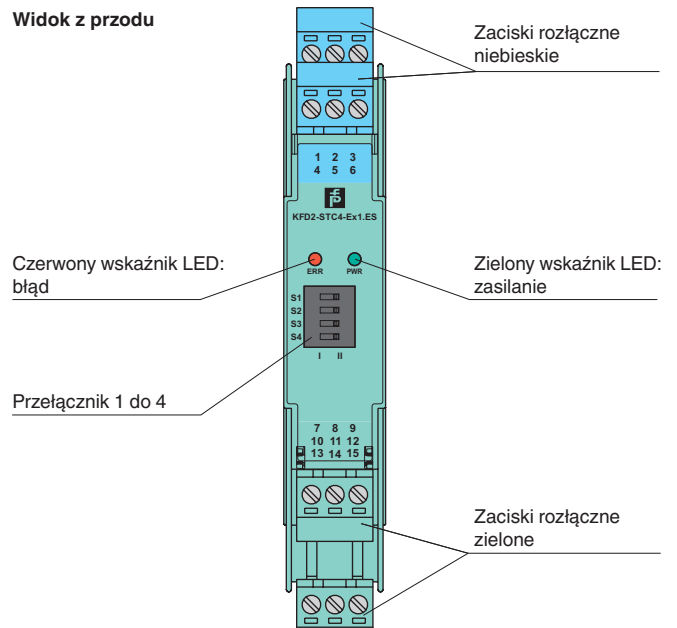 Widok z przodu
Zaciski rozłączne
niebieskie
1 2 3
4 5 6
KFD2-STC4-Ex1.ES
Czerwony wskaźnik LED:
błąd
Zielony wskaźnik LED:
zasilanie
ERR PWR
S1
S2
S3
S4
I II
Przełącznik 1 do 4
7 8 9
10 11 12
13 14 15
Zaciski rozłączne
zielone